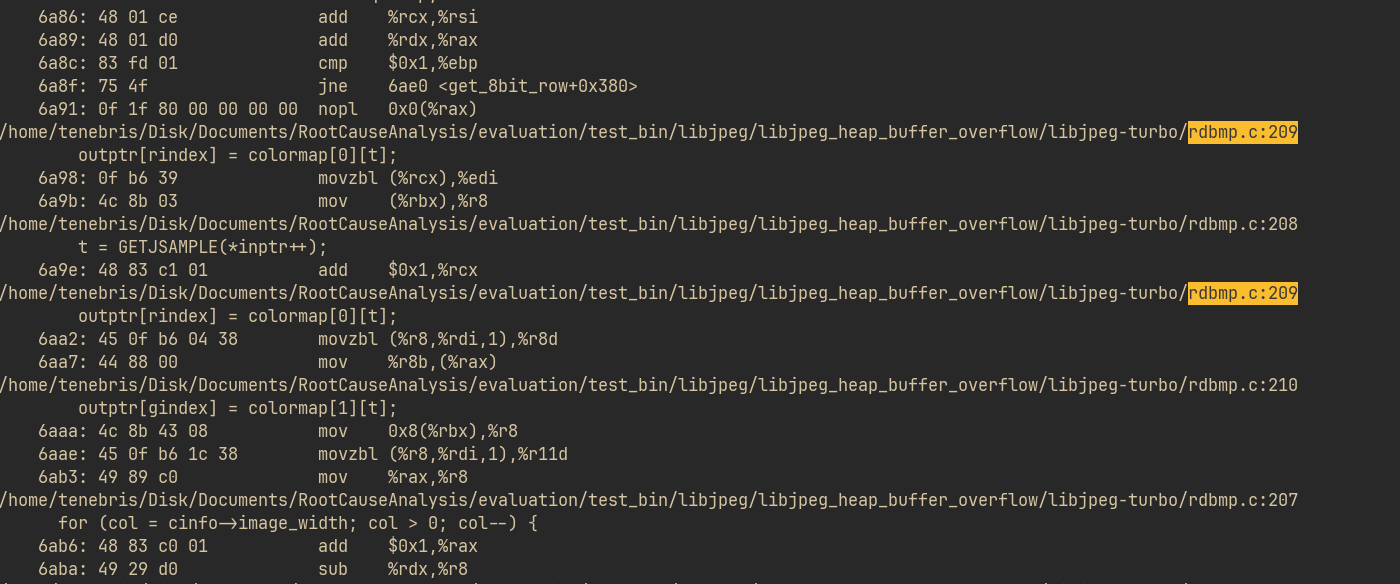 6a86: 48 01 ce              add    %rcx,%rsi
6a89: 48 01 d0              add    %rdx,%rax
6a8c: 83 fd 01              cmp    $0x1,%ebp
6a8f: 75 4f                 jne    6ae0 <get_8bit_row+0x380>
6a91: 0f 1f 80 00 00 00 00  nopl   0x0(%rax)
/home/tenebris/Disk/Documents/RootCauseAnalysis/evaluation/test_bin/libjpeg/libjpeg_heap_buffer_overflow/libjpeg-turbo/rdbmp.c:209
outptr[rindex] = colormap[0][t];
6a98: 0f b6 39              movzbl (%rcx),%edi
6a9b: 4c 8b 03              mov    (%rbx),%r8
/home/tenebris/Disk/Documents/RootCauseAnalysis/evaluation/test_bin/libjpeg/libjpeg_heap_buffer_overflow/libjpeg-turbo/rdbmp.c:208
t = GETJSAMPLE(*inptr++);
6a9e: 48 83 c1 01           add    $0x1,%rcx
/home/tenebris/Disk/Documents/RootCauseAnalysis/evaluation/test_bin/libjpeg/libjpeg_heap_buffer_overflow/libjpeg-turbo/rdbmp.c:209
outptr[rindex] = colormap[0][t];
6aa2: 45 0f b6 04 38        movzbl (%r8,%rdi,1),%r8d
6aa7: 44 88 00              mov    %r8b,(%rax)
/home/tenebris/Disk/Documents/RootCauseAnalysis/evaluation/test_bin/libjpeg/libjpeg_heap_buffer_overflow/libjpeg-turbo/rdbmp.c:210
outptr[gindex] = colormap[1][t];
6aaa: 4c 8b 43 08           mov    0x8(%rbx),%r8
6aae: 45 0f b6 1c 38        movzbl (%r8,%rdi,1),%r11d
6ab3: 49 89 c0              mov    %rax,%r8
/home/tenebris/Disk/Documents/RootCauseAnalysis/evaluation/test_bin/libjpeg/libjpeg_heap_buffer_overflow/libjpeg-turbo/rdbmp.c:207
for (col = cinfo->image_width; col > 0; col--) {
6ab6: 48 83 c0 01           add    $0x1,%rax
6aba: 49 29 d0              sub    %rdx,%r8